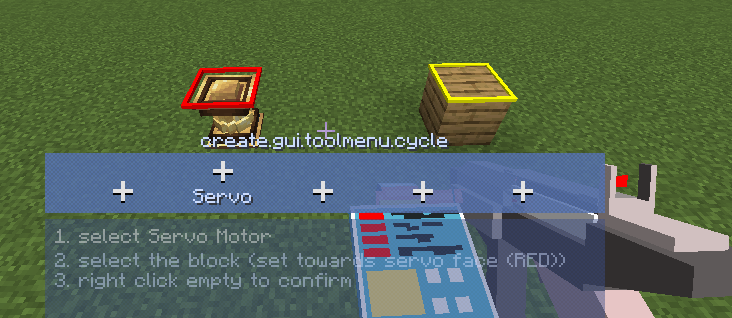 create.gui.toolmenu.cycle
Servo
1. select Servo Motor
2. select the block (set towards servo face (RED))
3. right click empty to confirm